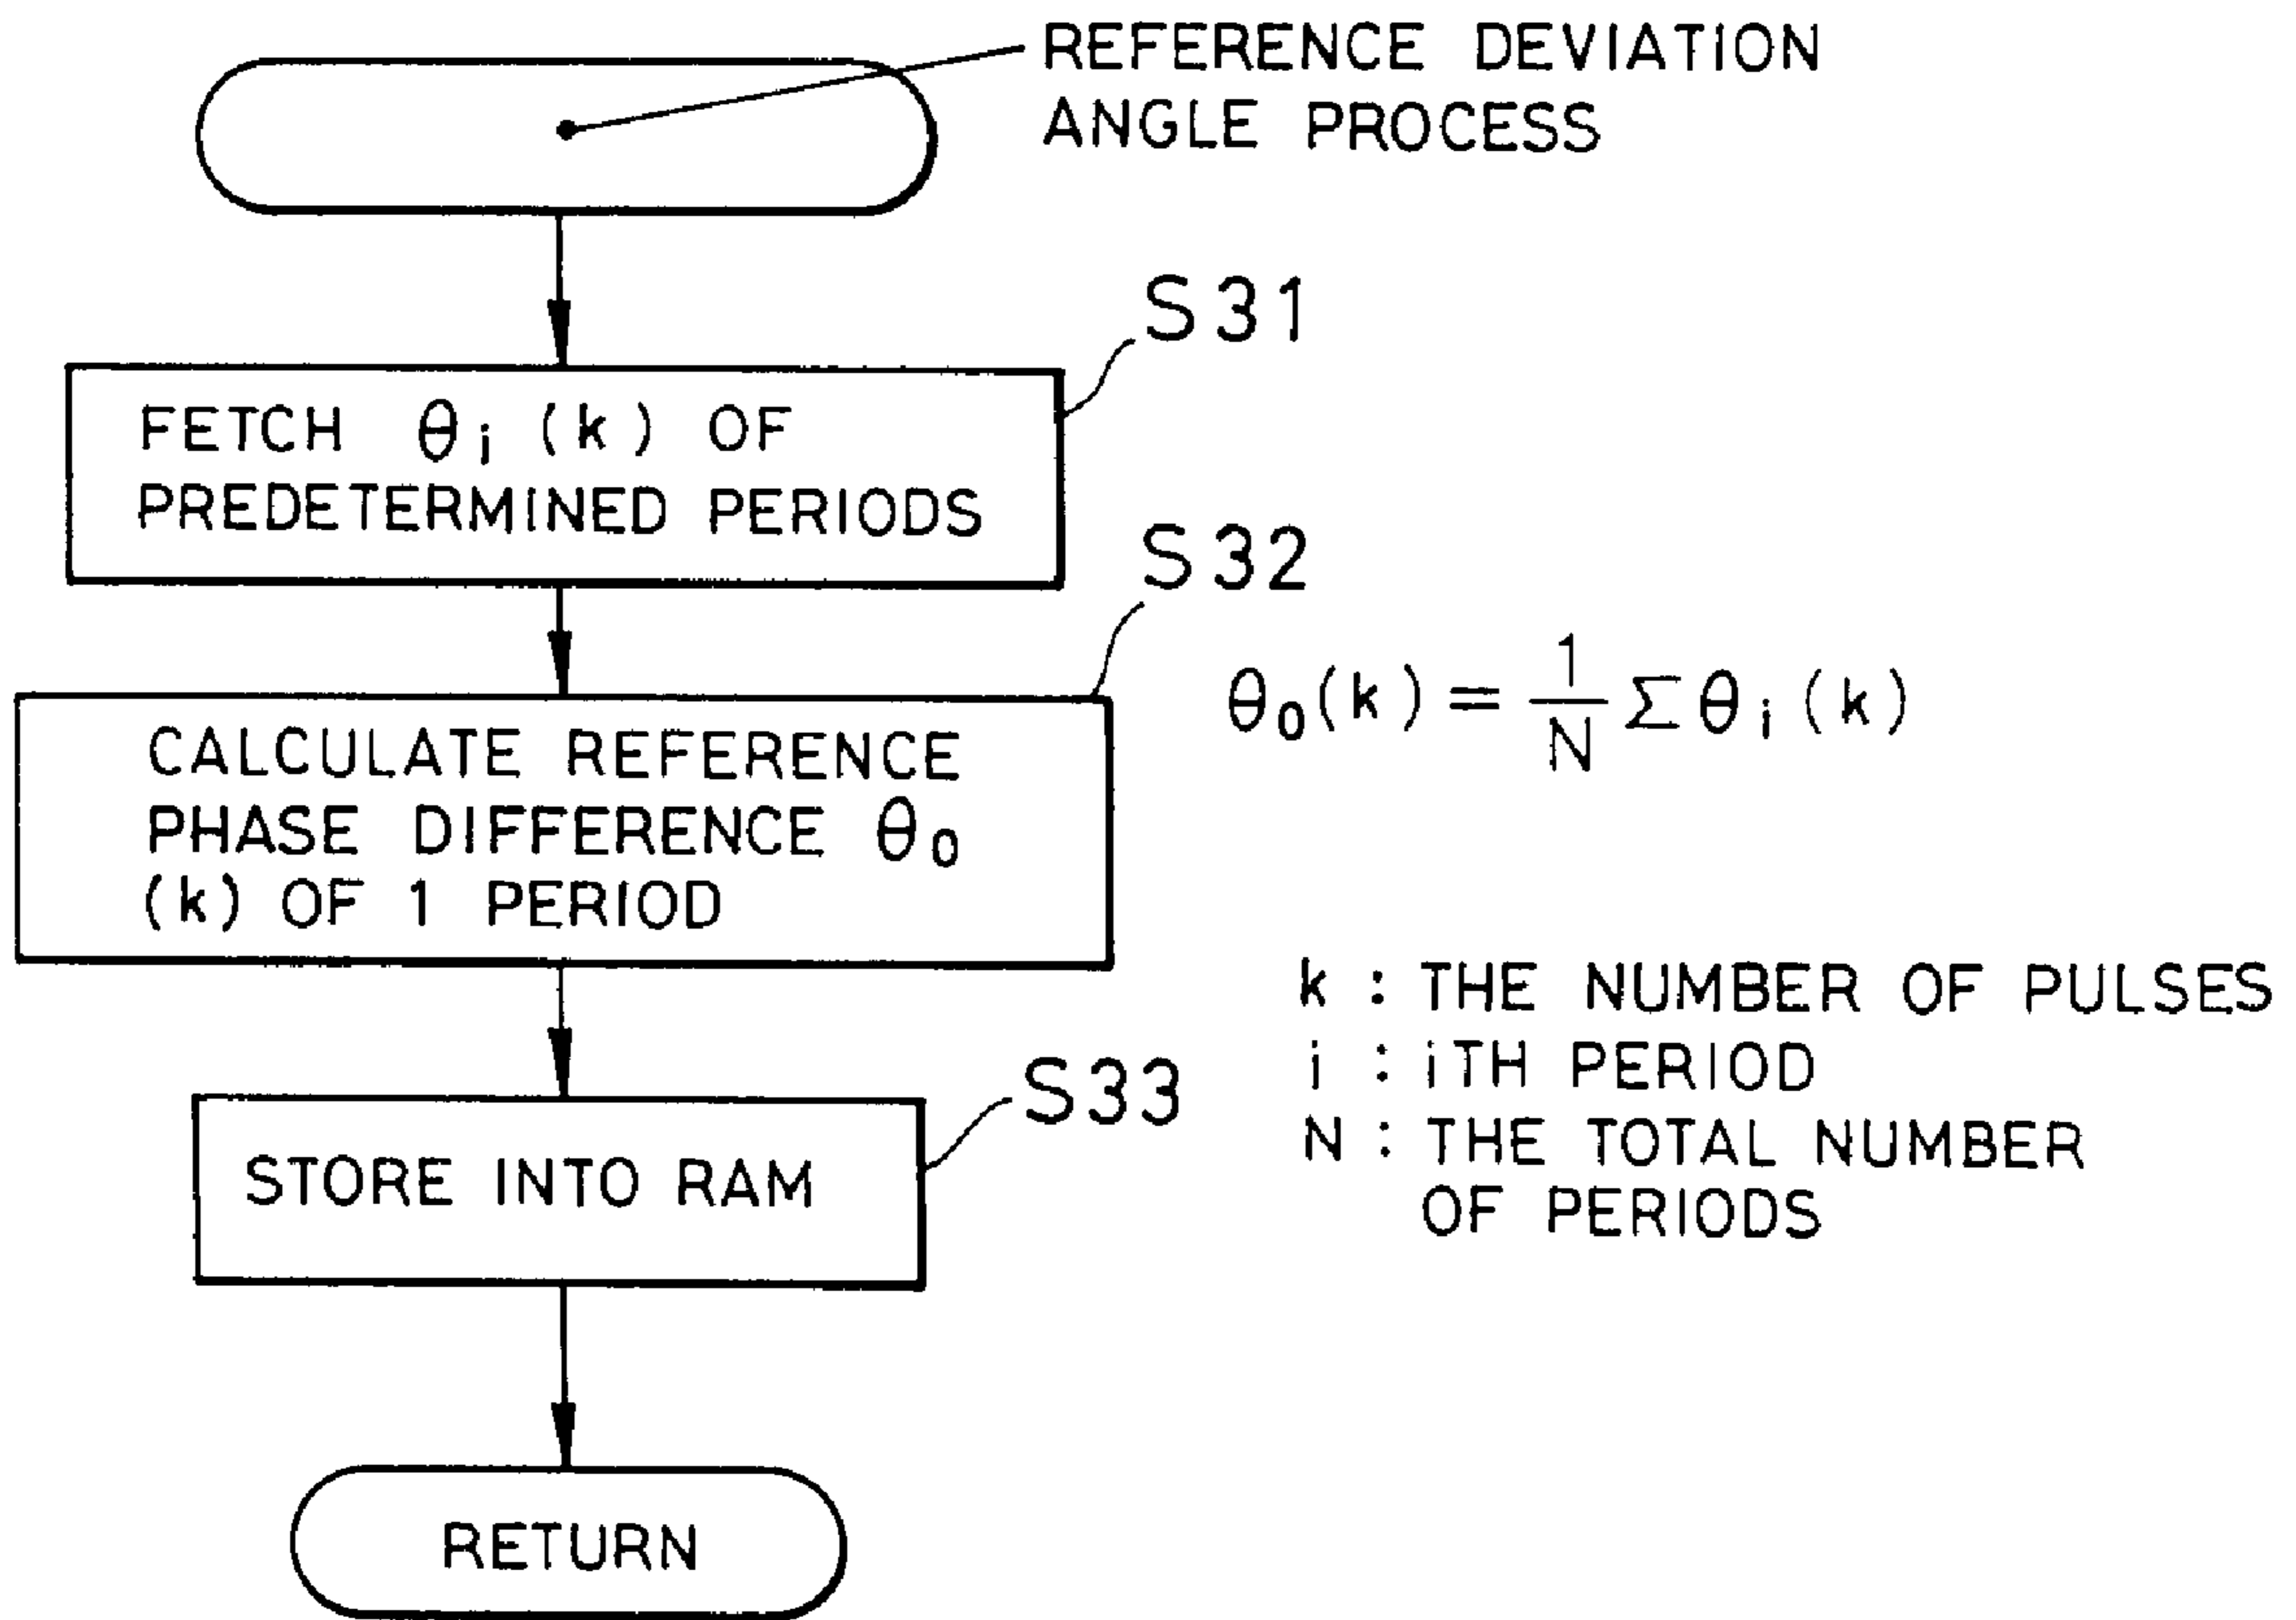 REFERENCE DEVIATION
ANGLE PROCESS
S31
FETCH θi (k) OF
PREDETERMINED PERIODS
S32
θ0(k) = 1/N Σ θi (k)
CALCULATE REFERENCE
PHASE DIFFERENCE θ0
(k) OF 1 PERIOD
k : THE NUMBER OF PULSES
i : iTH PERIOD
N : THE TOTAL NUMBER
OF PERIODS
S33
STORE INTO RAM
RETURN